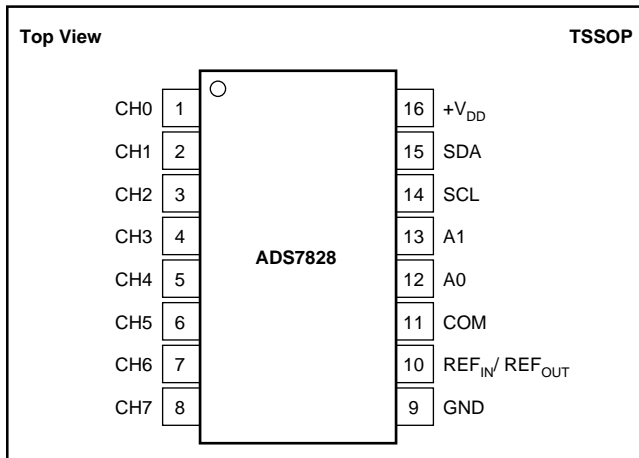 Top View TSSOP
CH0 1 16 +VDD
CH1 2 15 SDA
CH2 3 14 SCL
CH3 4 13 A1
ADS7828
CH4 5 12 A0
CH5 6 11 COM
CH6 7 10 REFIN/ REFOUT
CH7 8 9 GND